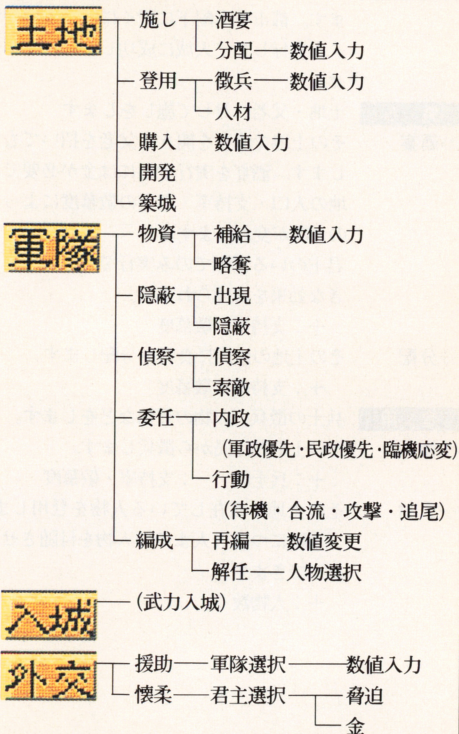 土地 施し 酒宴
分配 数値入力
登用 徴兵 数値入力
人材
購入 数値入力
開発
築城
軍隊 物資 補給 数値入力
略奪
隠蔽 出現
隠蔽
偵察 偵察
索敵
委任 内政
(軍政優先・民政優先・臨機応変)
行動
(待機・合流・攻撃・追尾)
編成 再編 数値変更
解任 人物選択
入城 (武力入城)
外交 援助 軍隊選択 数値入力
懐柔 君主選択 脅迫
金